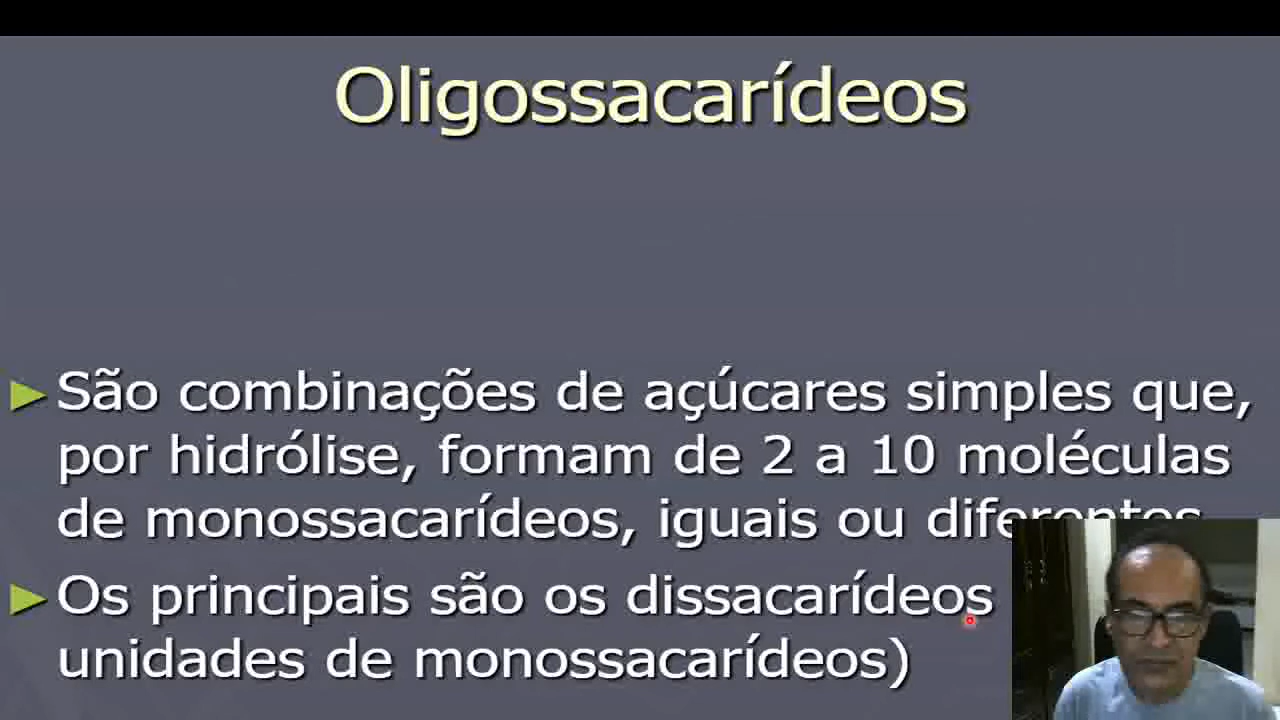 Oligossacarídeos
São combinações de açúcares simples que,
por hidrólise, formam de 2 a 10 moléculas
de monossacarídeos, iguais ou diferentes
Os principais são os dissacarídeos
unidades de monossacarídeos)